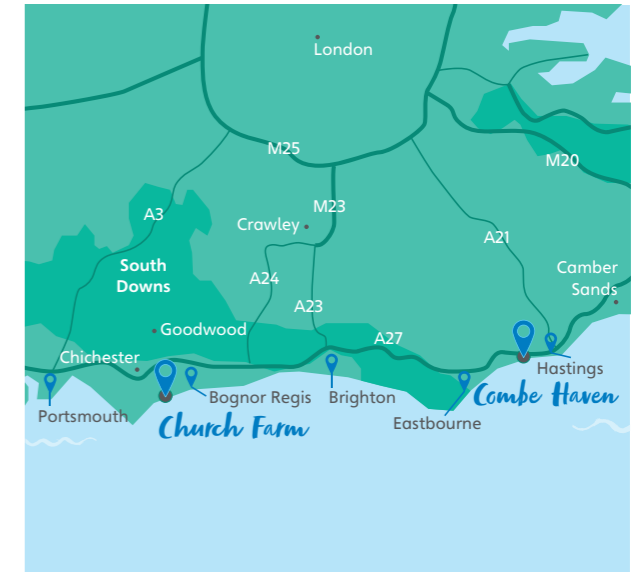 London
M25
M20
A3
M23
Crawley
A21
South
Downs
A24
Camber
Sands
A23
Goodwood
A27
Chichester
Hastings
Portsmouth
Bognor Regis
Brighton
Combe Haven
Church Farm
Eastbourne